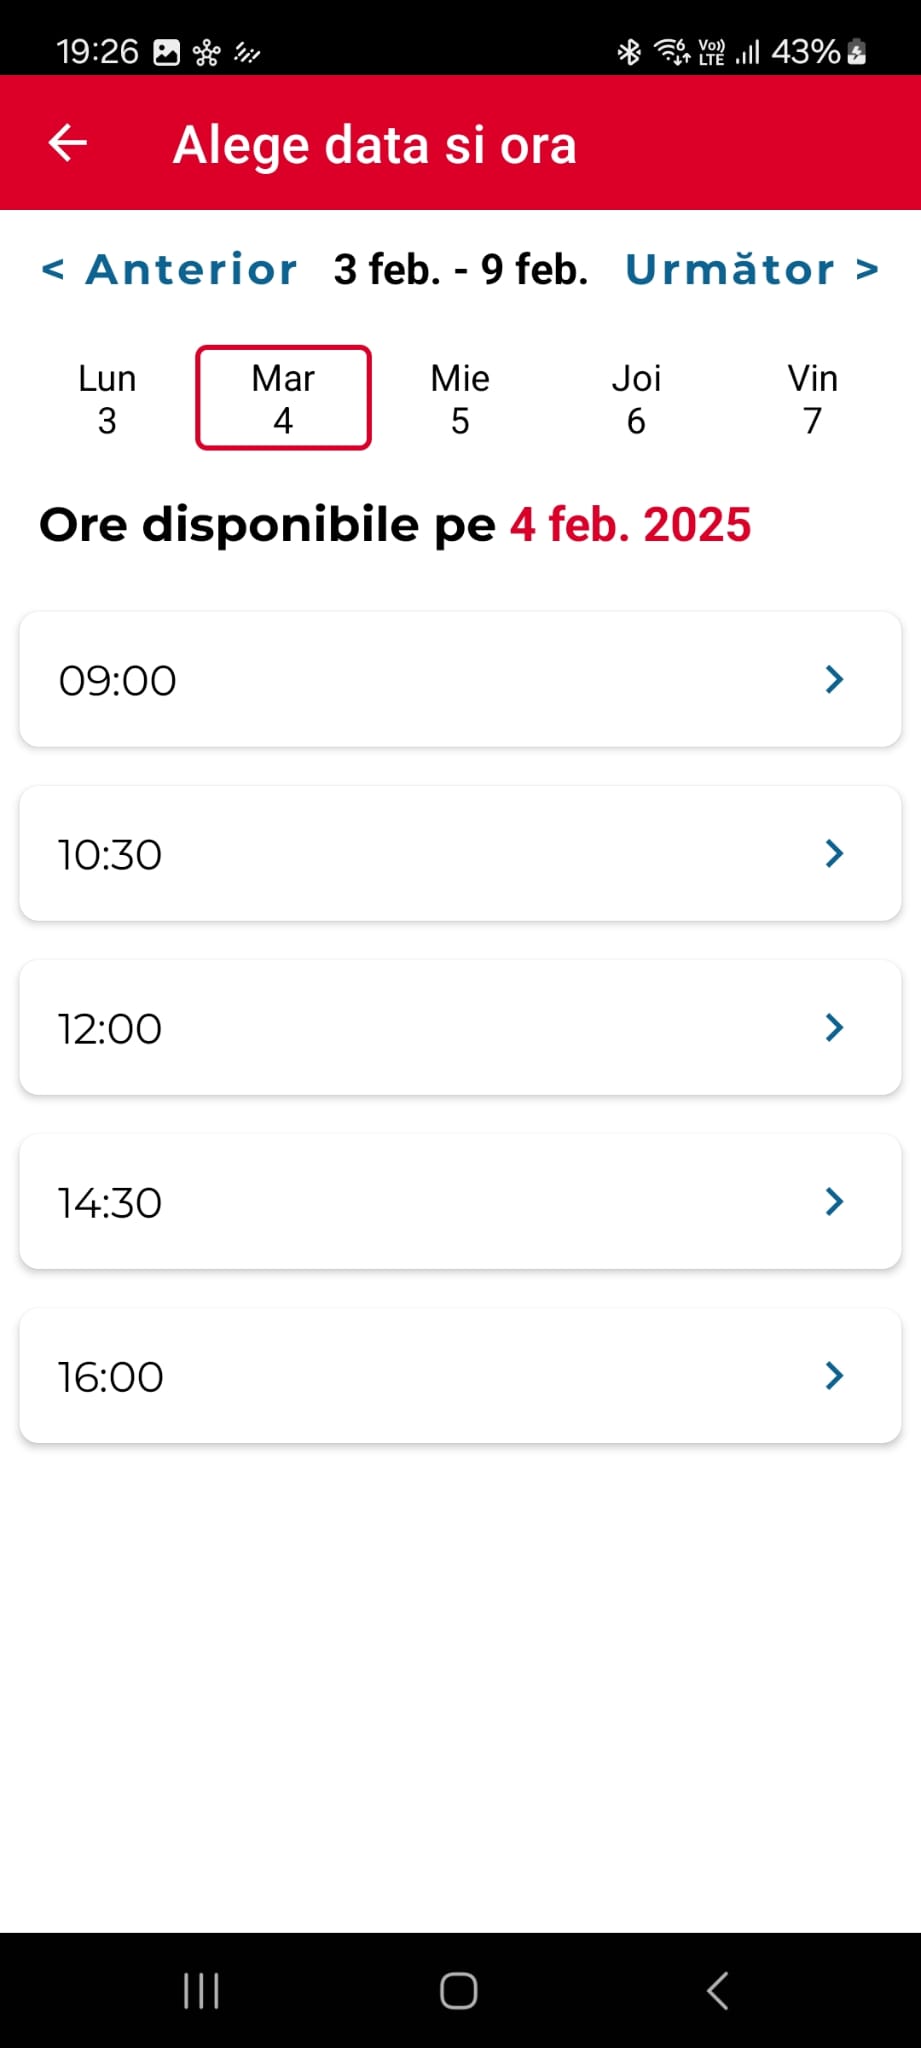 19:26 Vo)) LTE 43%
Alege data si ora
< Anterior 3 feb. - 9 feb. Următor >
Lun Mar Mie Joi Vin
3 4 5 6 7
Ore disponibile pe 4 feb. 2025
09:00
10:30
12:00
14:30
16:00